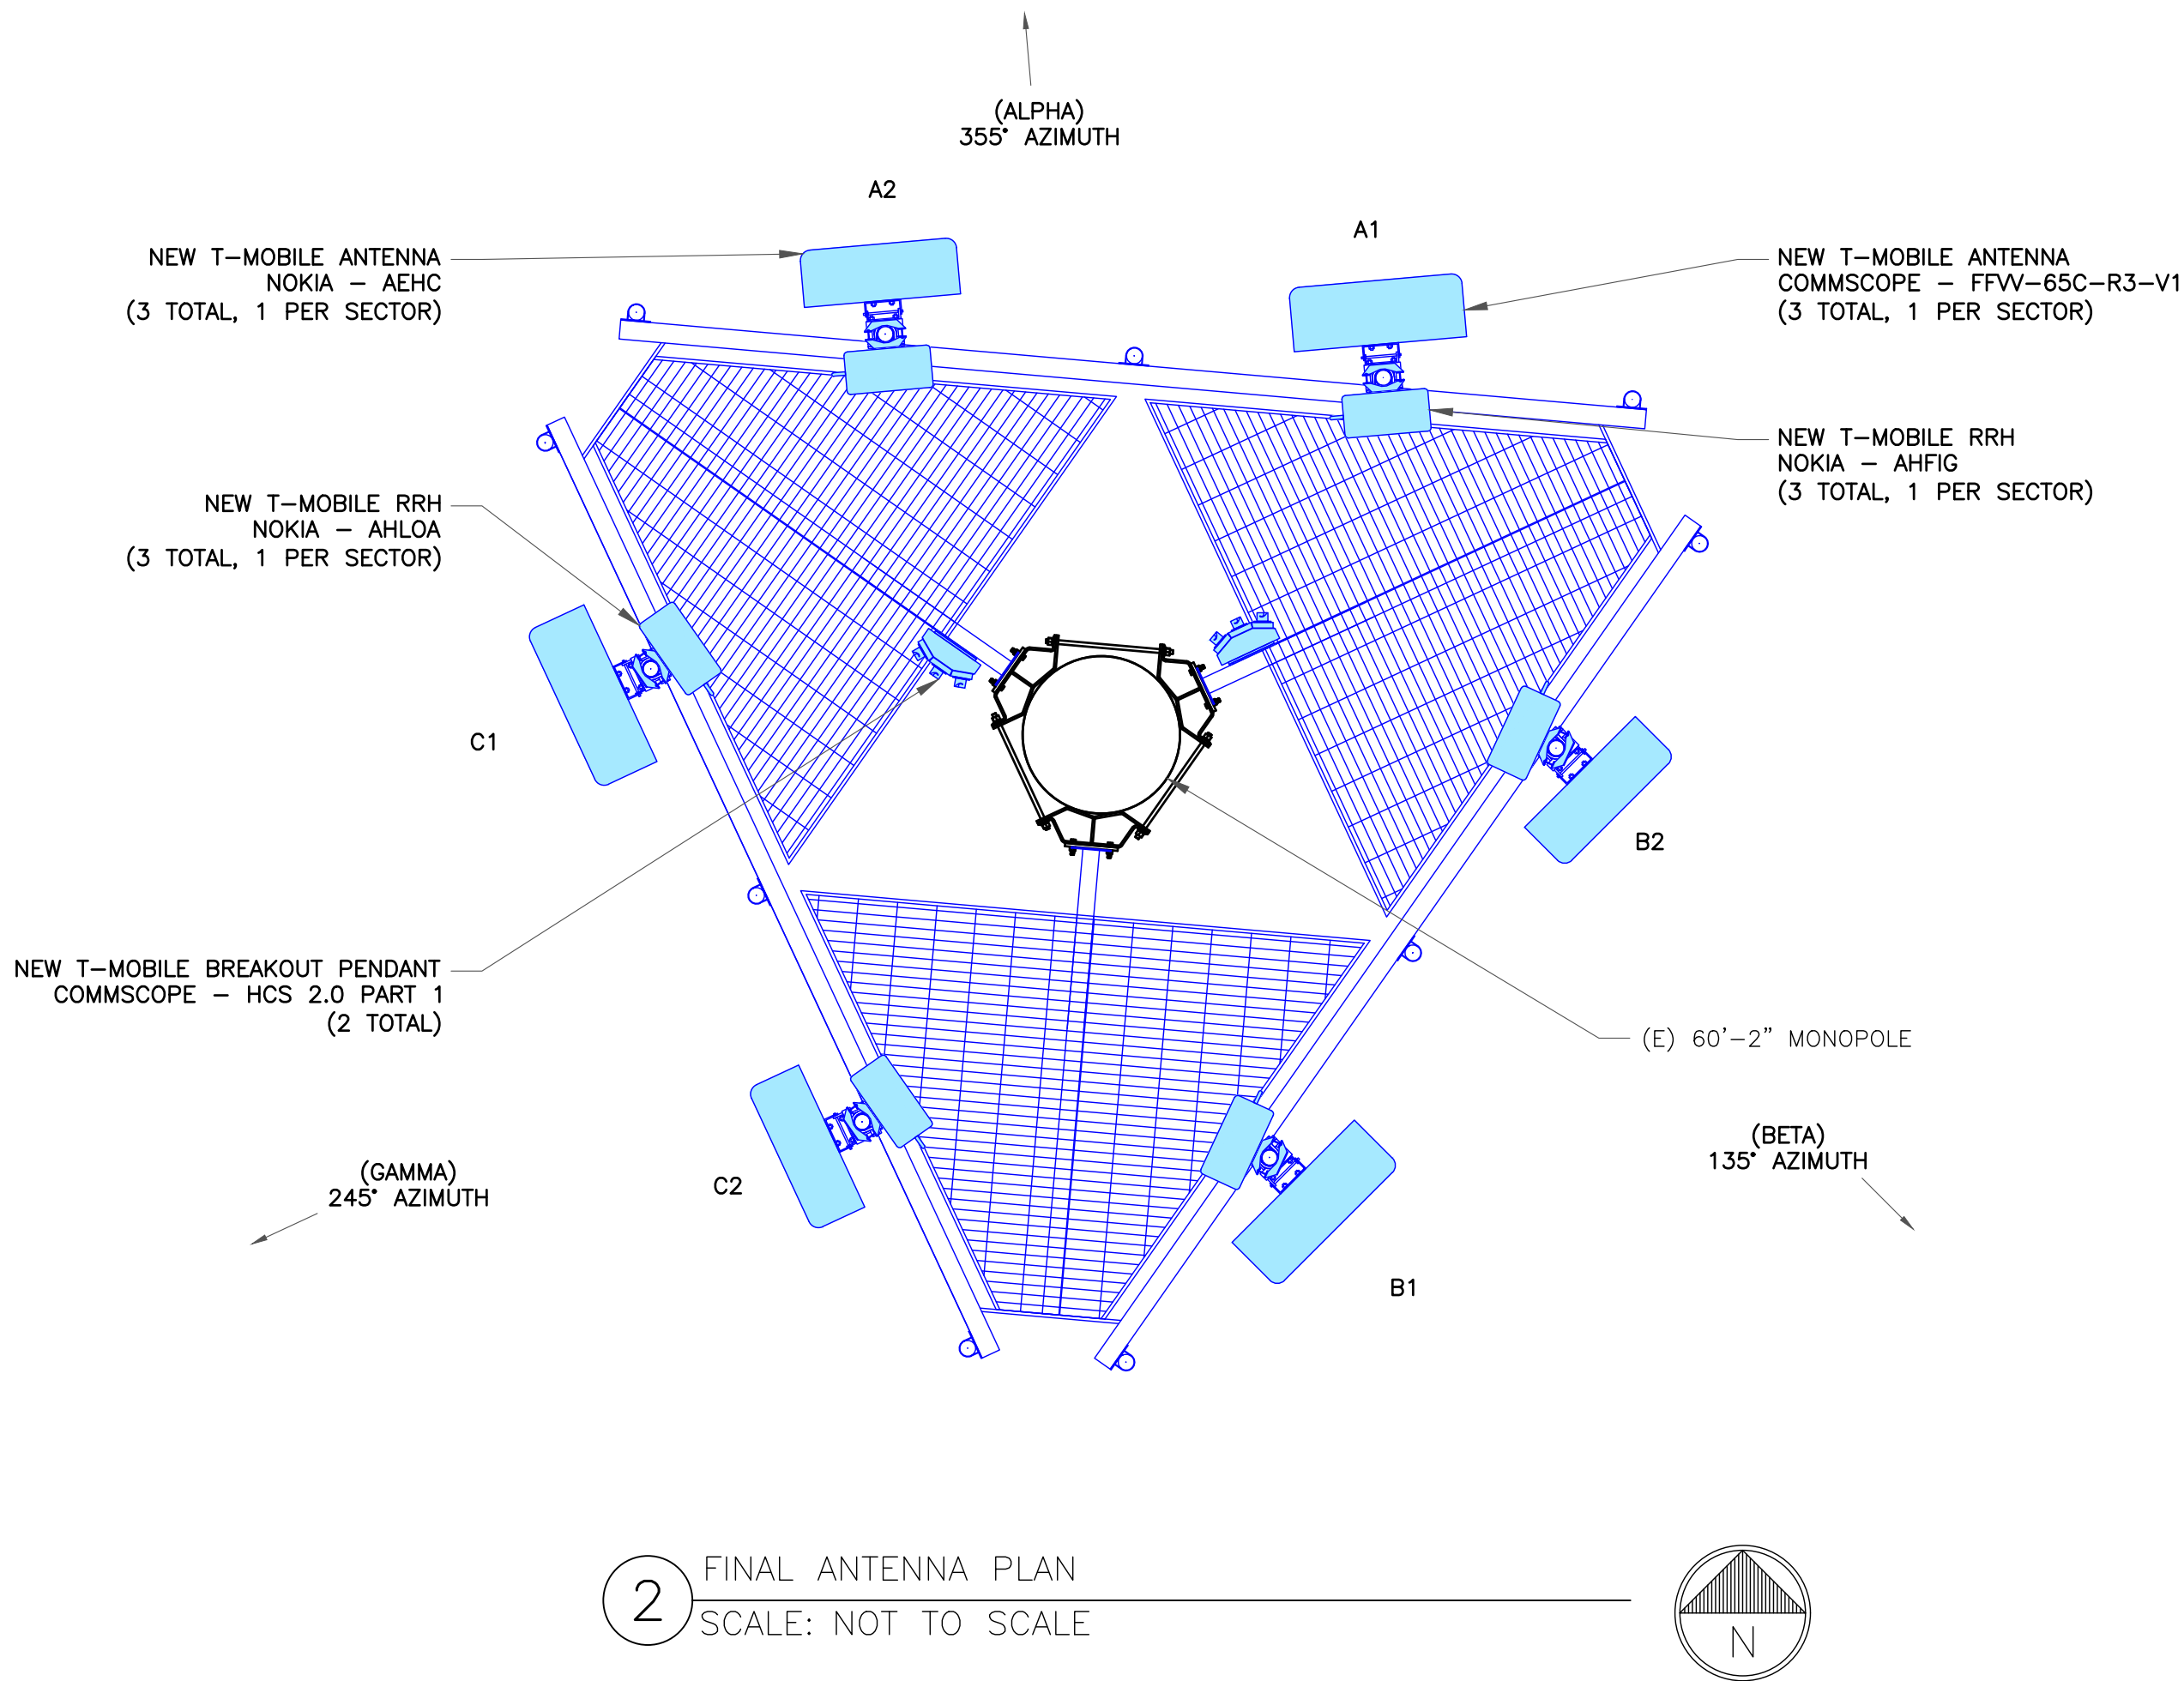 (ALPHA)
355° AZIMUTH
A2
A1
NEW T-MOBILE ANTENNA
NOKIA - AEHC
(3 TOTAL, 1 PER SECTOR)
NEW T-MOBILE ANTENNA
COMMSCOPE - FFVV-65C-R3-V1
(3 TOTAL, 1 PER SECTOR)
NEW T-MOBILE RRH
NOKIA - AHFIG
(3 TOTAL, 1 PER SECTOR)
NEW T-MOBILE RRH
NOKIA - AHLOA
(3 TOTAL, 1 PER SECTOR)
C1
B2
NEW T-MOBILE BREAKOUT PENDANT
COMMSCOPE - HCS 2.0 PART 1
(2 TOTAL)
(E) 60'-2" MONOPOLE
(BETA)
135° AZIMUTH
(GAMMA)
245° AZIMUTH
C2
B1
2
FINAL ANTENNA PLAN
SCALE: NOT TO SCALE
N